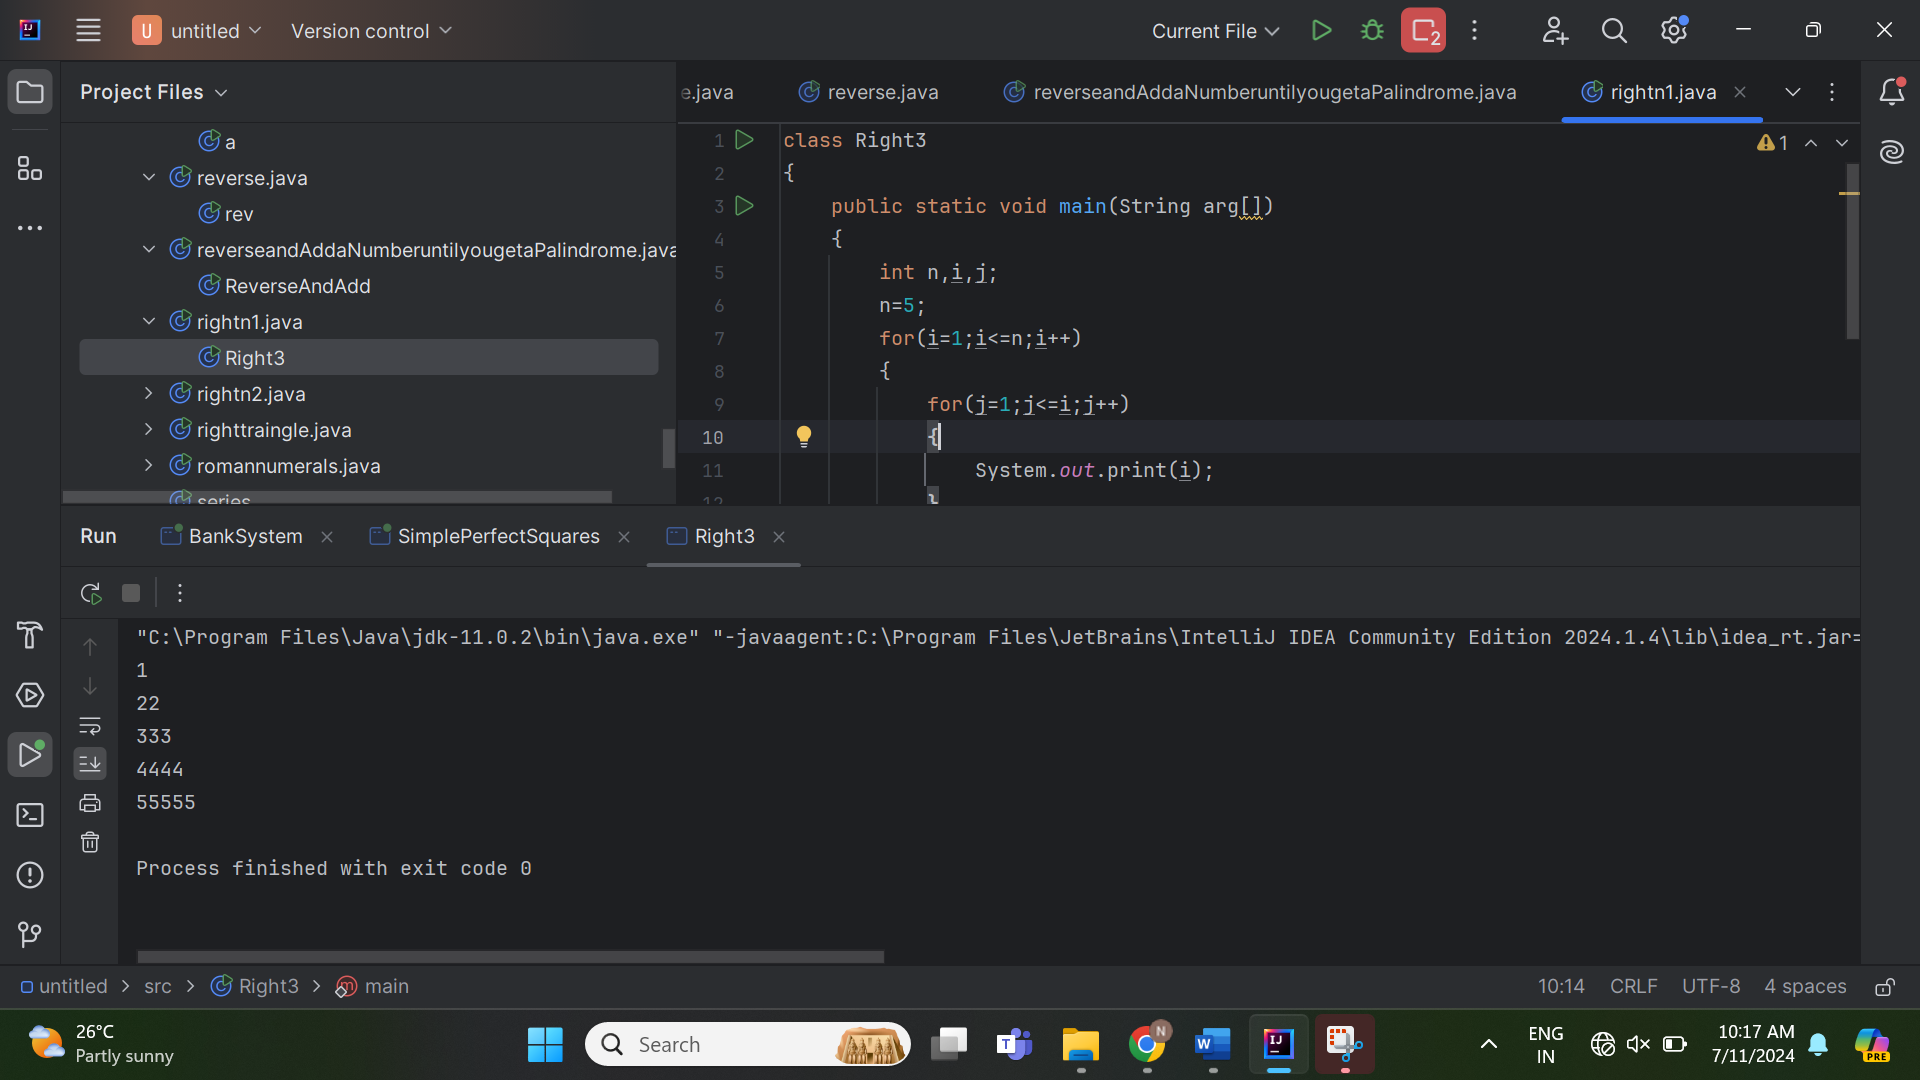 U untitled Version control Current File 2
Project Files
e.java reverse.java reverseandAddaNumberuntilyougetaPalindrome.java rightn1.java
a
reverse.java
rev
reverseandAddaNumberuntilyougetaPalindrome.java
ReverseAndAdd
rightn1.java
Right3
rightn2.java
righttraingle.java
romannumerals.java
series
1 class Right3
2 {
3 public static void main(String arg[])
4 {
5 int n,i,j;
6 n=5;
7 for(i=1;i<=n;i++)
8 {
9 for(j=1;j<=i;j++)
10 {
11 System.out.print(i);
12 }
1
Run BankSystem SimplePerfectSquares Right3
"C:\Program Files\Java\jdk-11.0.2\bin\java.exe" "-javaagent:C:\Program Files\JetBrains\IntelliJ IDEA Community Edition 2024.1.4\lib\idea_rt.jar=
1
22
333
4444
55555
Process finished with exit code 0
untitled > src > Right3 > main
10:14 CRLF UTF-8 4 spaces
26°C
Partly sunny
Search
ENG
IN
10:17 AM
7/11/2024
PRE